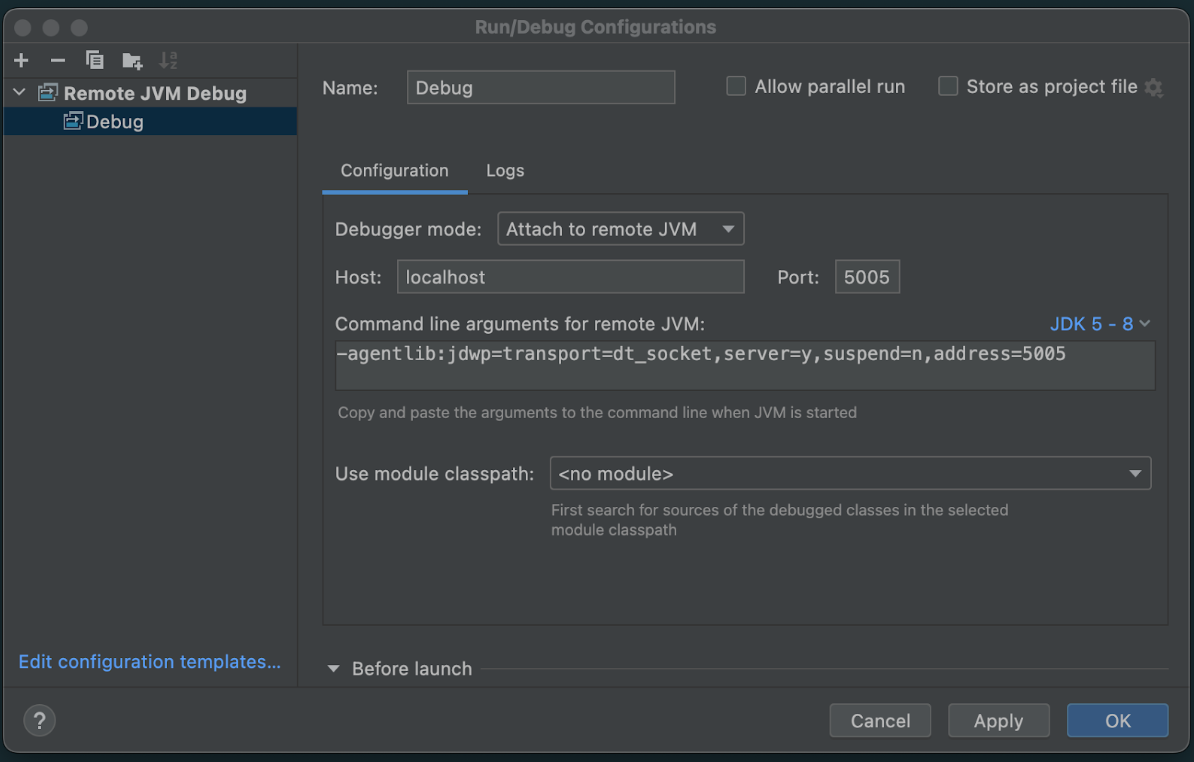 Run/Debug Configurations
Remote JVM Debug
Debug
Edit configuration templates...
Name: Debug
Allow parallel run
Store as project file
Configuration Logs
Debugger mode: Attach to remote JVM
Host: localhost Port: 5005
Command line arguments for remote JVM: JDK 5 - 8
-agentlib:jdwp=transport=dt_socket,server=y,suspend=n,address=5005
Copy and paste the arguments to the command line when JVM is started
Use module classpath: <no module>
First search for sources of the debugged classes in the selected
module classpath
Before launch
? Cancel Apply OK